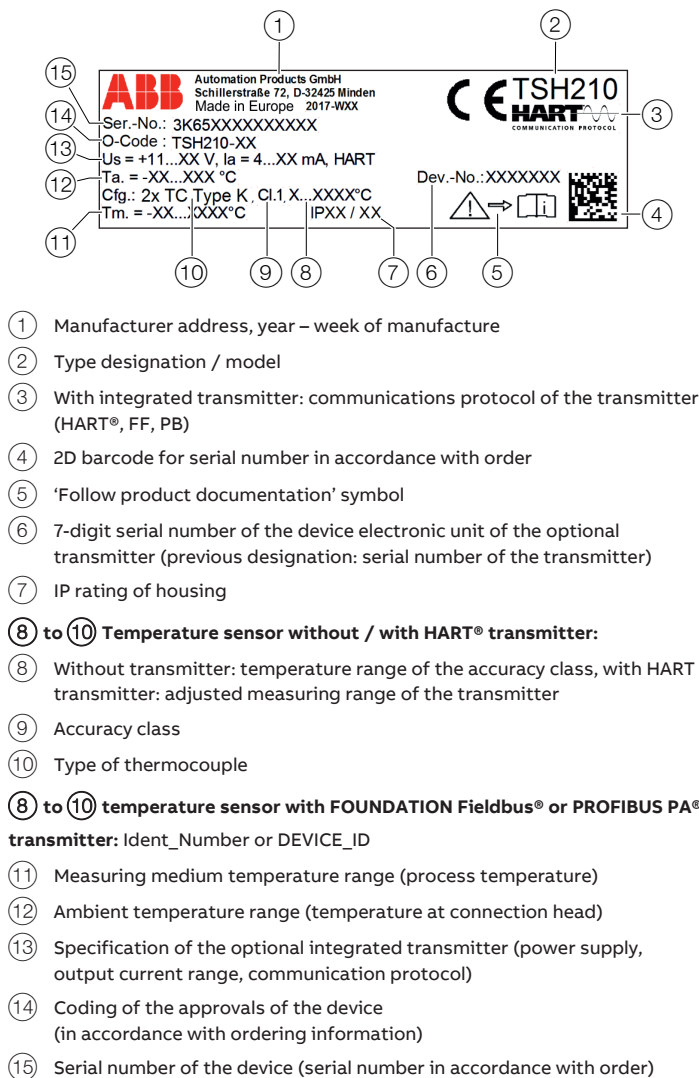 1
2
ABB
Automation Products GmbH
Schillerstraße 72, D-32425 Minden
Made in Europe 2017-WXX
CE
TSH210
HART
COMMUNICATION PROTOCOL
15
14
13
12
11
3
Ser.-No.: 3K65XXXXXXXXXX
O-Code : TSH210-XX
Us = +11...XX V, Ia = 4...XX mA, HART
Ta. = -XX...XXX °C
Dev.-No.:XXXXXXX
Cfg.: 2x TC Type K , Cl.1, X...XXXX°C
Tm. = -XX...XXXX°C IPXX / XX
i
4
10
9
8
7
6
5
1 Manufacturer address, year – week of manufacture
2 Type designation / model
3 With integrated transmitter: communications protocol of the transmitter
(HART®, FF, PB)
4 2D barcode for serial number in accordance with order
5 ‘Follow product documentation’ symbol
6 7-digit serial number of the device electronic unit of the optional
transmitter (previous designation: serial number of the transmitter)
7 IP rating of housing
8 to 10 Temperature sensor without / with HART® transmitter:
8 Without transmitter: temperature range of the accuracy class, with HART
transmitter: adjusted measuring range of the transmitter
9 Accuracy class
10 Type of thermocouple
8 to 10 temperature sensor with FOUNDATION Fieldbus® or PROFIBUS PA®
transmitter: Ident_Number or DEVICE_ID
11 Measuring medium temperature range (process temperature)
12 Ambient temperature range (temperature at connection head)
13 Specification of the optional integrated transmitter (power supply,
output current range, communication protocol)
14 Coding of the approvals of the device
(in accordance with ordering information)
15 Serial number of the device (serial number in accordance with order)